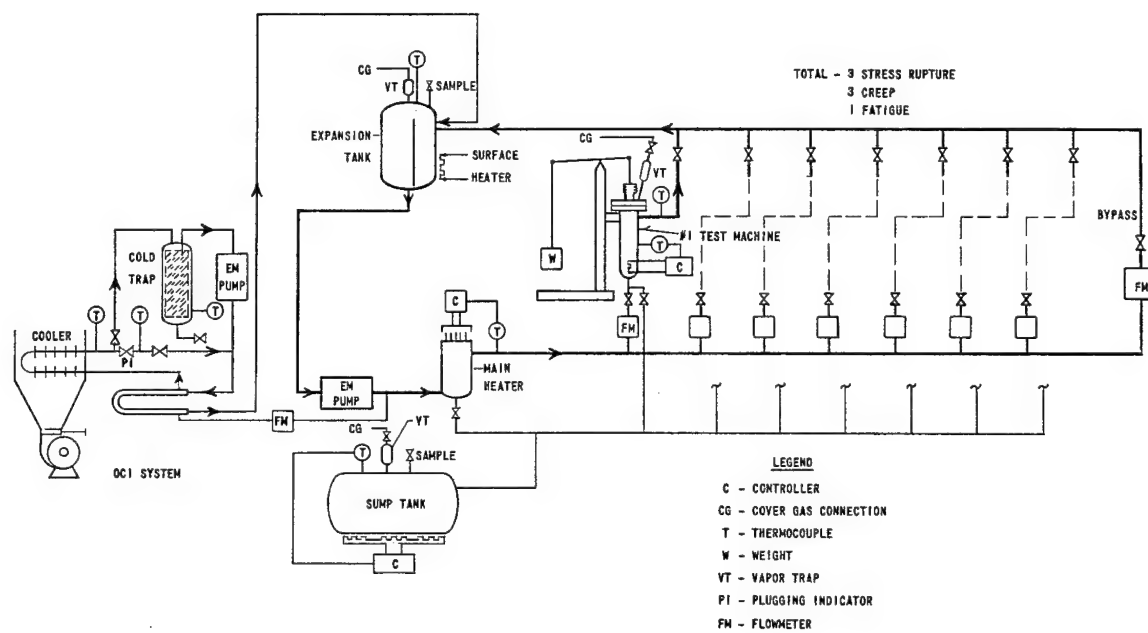 T
CG
VT
SAMPLE
EXPANSION
TANK
SURFACE
HEATER
TOTAL - 3 STRESS RUPTURE
3 CREEP
1 FATIGUE
CG
VT
T
#1 TEST MACHINE
T
C
W
BYPASS
FM
COLD
TRAP
EM
PUMP
T
T
T
COOLER
PI
C
T
FM
MAIN
HEATER
EM
PUMP
FM
CG
VT
T
SAMPLE
OCI SYSTEM
SUMP TANK
C
LEGEND
C - CONTROLLER
CG - COVER GAS CONNECTION
T - THERMOCOUPLE
W - WEIGHT
VT - VAPOR TRAP
PI - PLUGGING INDICATOR
FM - FLOWMETER